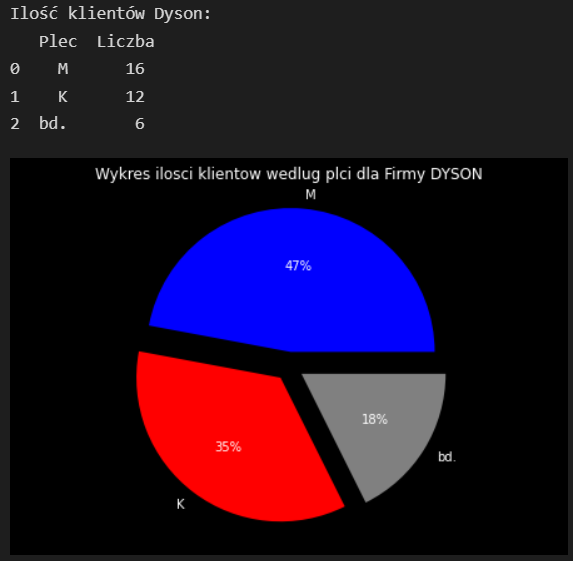 Ilość klientów Dyson:
Plec Liczba
0 M 16
1 K 12
2 bd. 6
Wykres ilosci klientow wedlug plci dla Firmy DYSON
M
47%
35%
18%
K
bd.